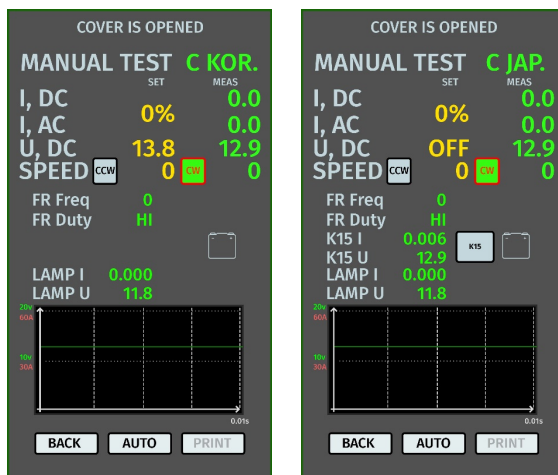 COVER IS OPENED
MANUAL TEST C KOR.
SET MEAS
I, DC 0.0
0%
I, AC 0.0
U, DC 13.8 12.9
SPEED CCW 0 CW 0
FR Freq 0
FR Duty HI
LAMP I 0.000
LAMP U 11.8
20v
60A
10v
30A
0.01s
BACK AUTO PRINT
COVER IS OPENED
MANUAL TEST C JAP.
SET MEAS
I, DC 0.0
0%
I, AC 0.0
U, DC OFF 12.9
SPEED CCW 0 CW 0
FR Freq 0
FR Duty HI
K15 I 0.006 K15
K15 U 12.9
LAMP I 0.000
LAMP U 11.8
20v
60A
10v
30A
0.01s
BACK AUTO PRINT